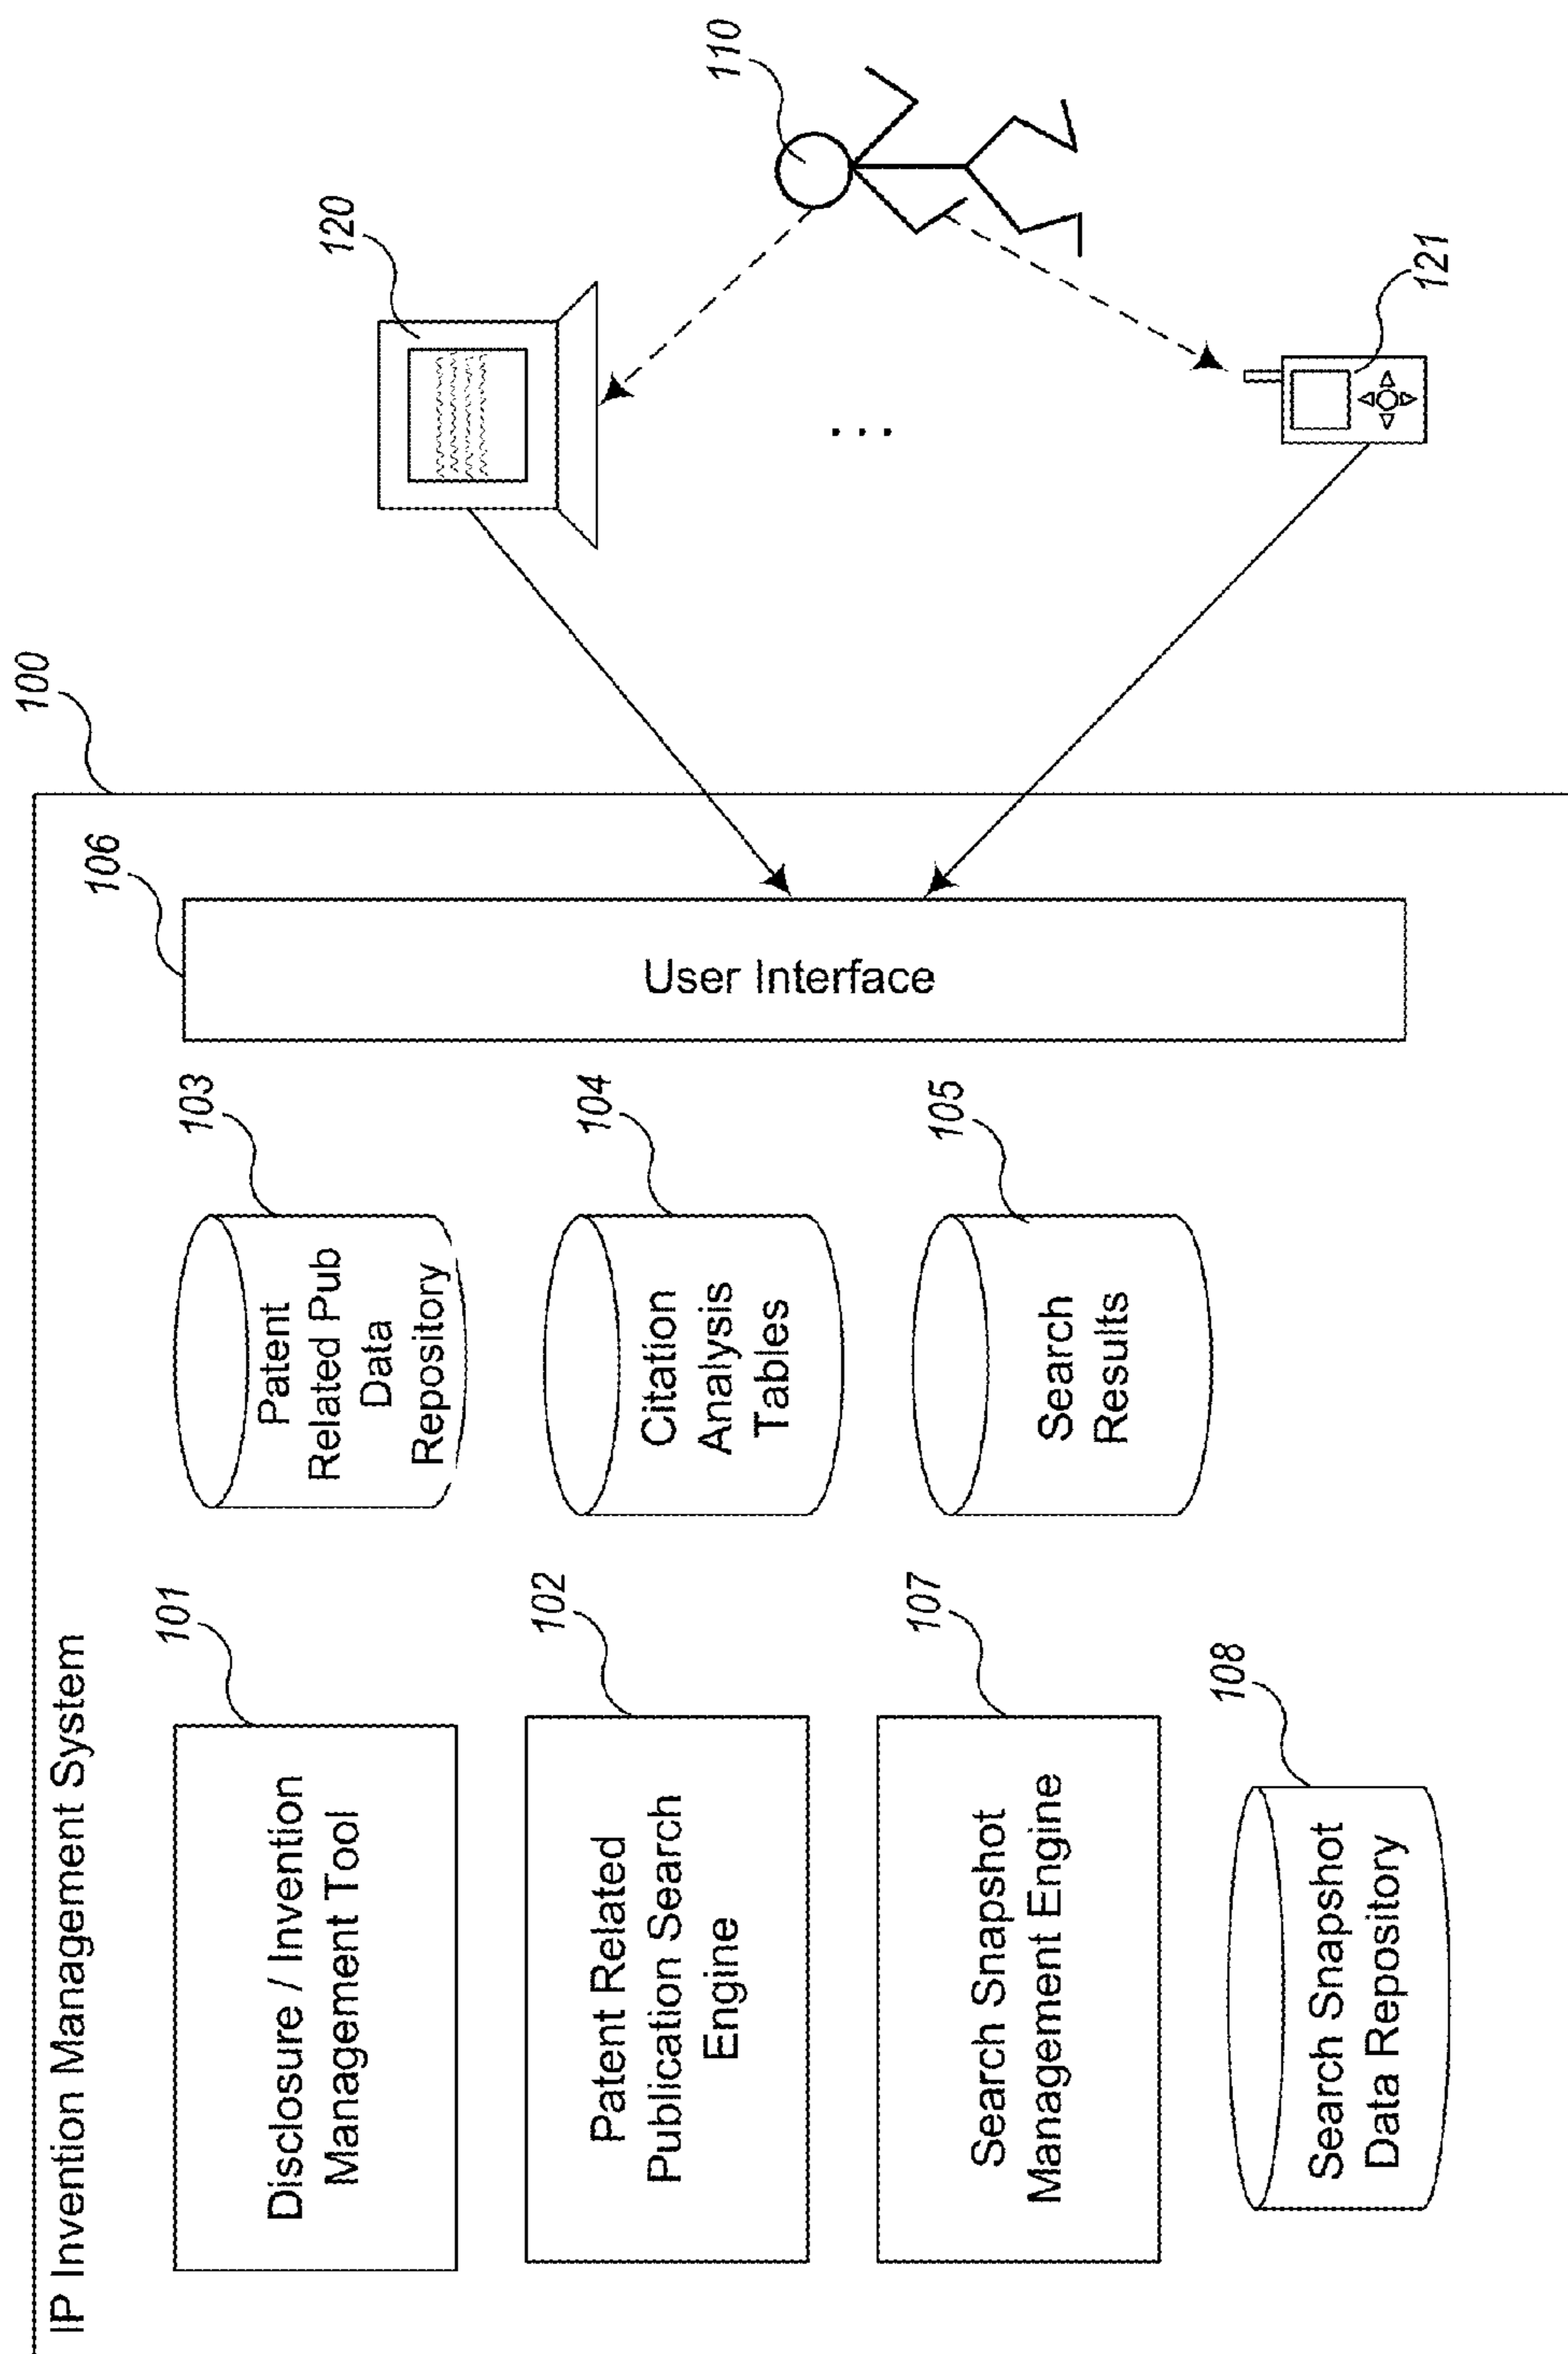 IP Invention Management System
100
101
Disclosure / Invention
Management Tool
102
Patent Related
Publication Search
Engine
107
Search Snapshot
Management Engine
108
Search Snapshot
Data Repository
103
Patent
Related Pub
Data
Repository
104
Citation
Analysis
Tables
105
Search
Results
106
User Interface
120
...
121
110